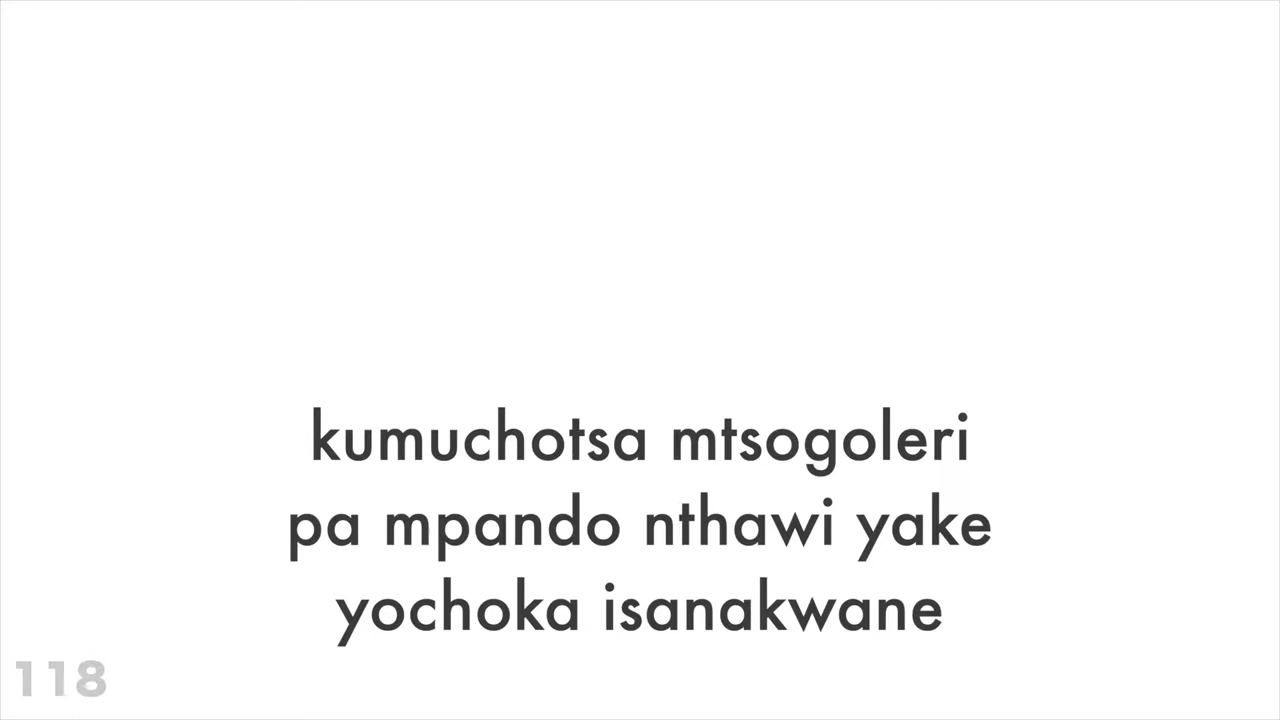 kumuchotsa mtsogoleri
pa mpando nthawi yake
yochoka isanakwane
118